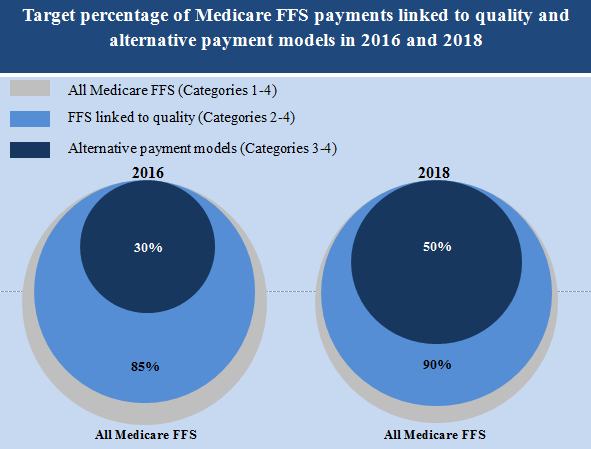 Target percentage of Medicare FFS payments linked to quality and
alternative payment models in 2016 and 2018
All Medicare FFS (Categories 1-4)
FFS linked to quality (Categories 2-4)
Alternative payment models (Categories 3-4)
2016
2018
30%
50%
85%
90%
All Medicare FFS
All Medicare FFS